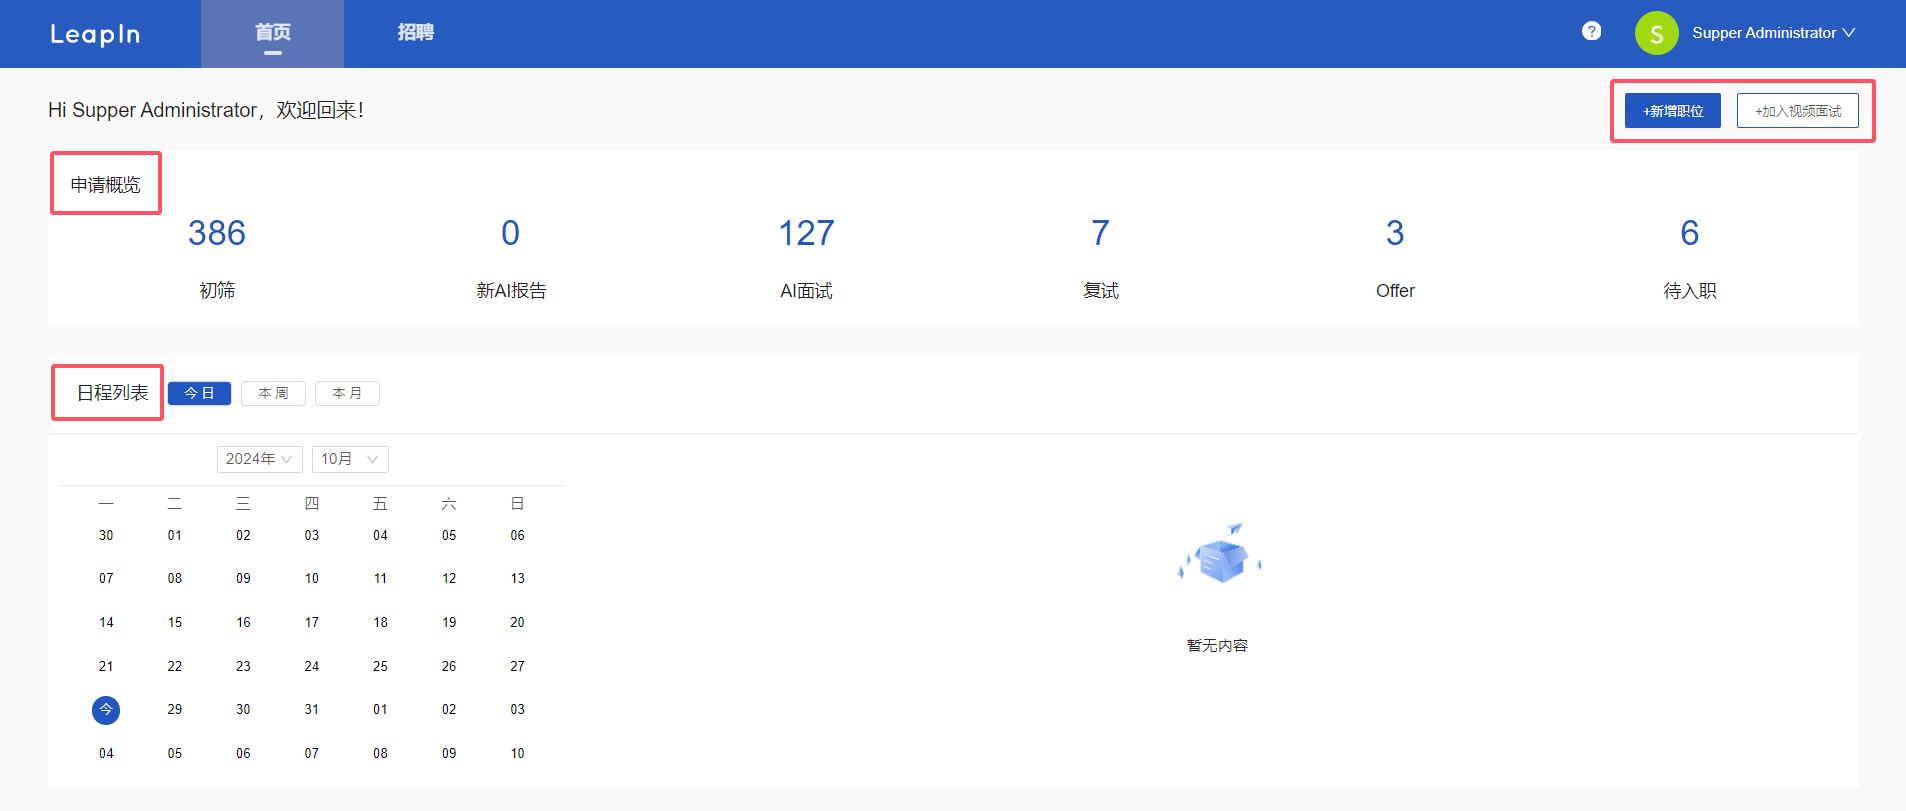 LeapIn 首页 招聘 ? S Supper Administrator
Hi Supper Administrator，欢迎回来！ +新增职位 +加入视频面试
申请概览
386 0 127 7 3 6
初筛 新AI报告 AI面试 复试 Offer 待入职
日程列表 今日 本周 本月
2024年 10月
一 二 三 四 五 六 日
30 01 02 03 04 05 06
07 08 09 10 11 12 13
14 15 16 17 18 19 20
21 22 23 24 25 26 27
今 29 30 31 01 02 03
04 05 06 07 08 09 10
暂无内容